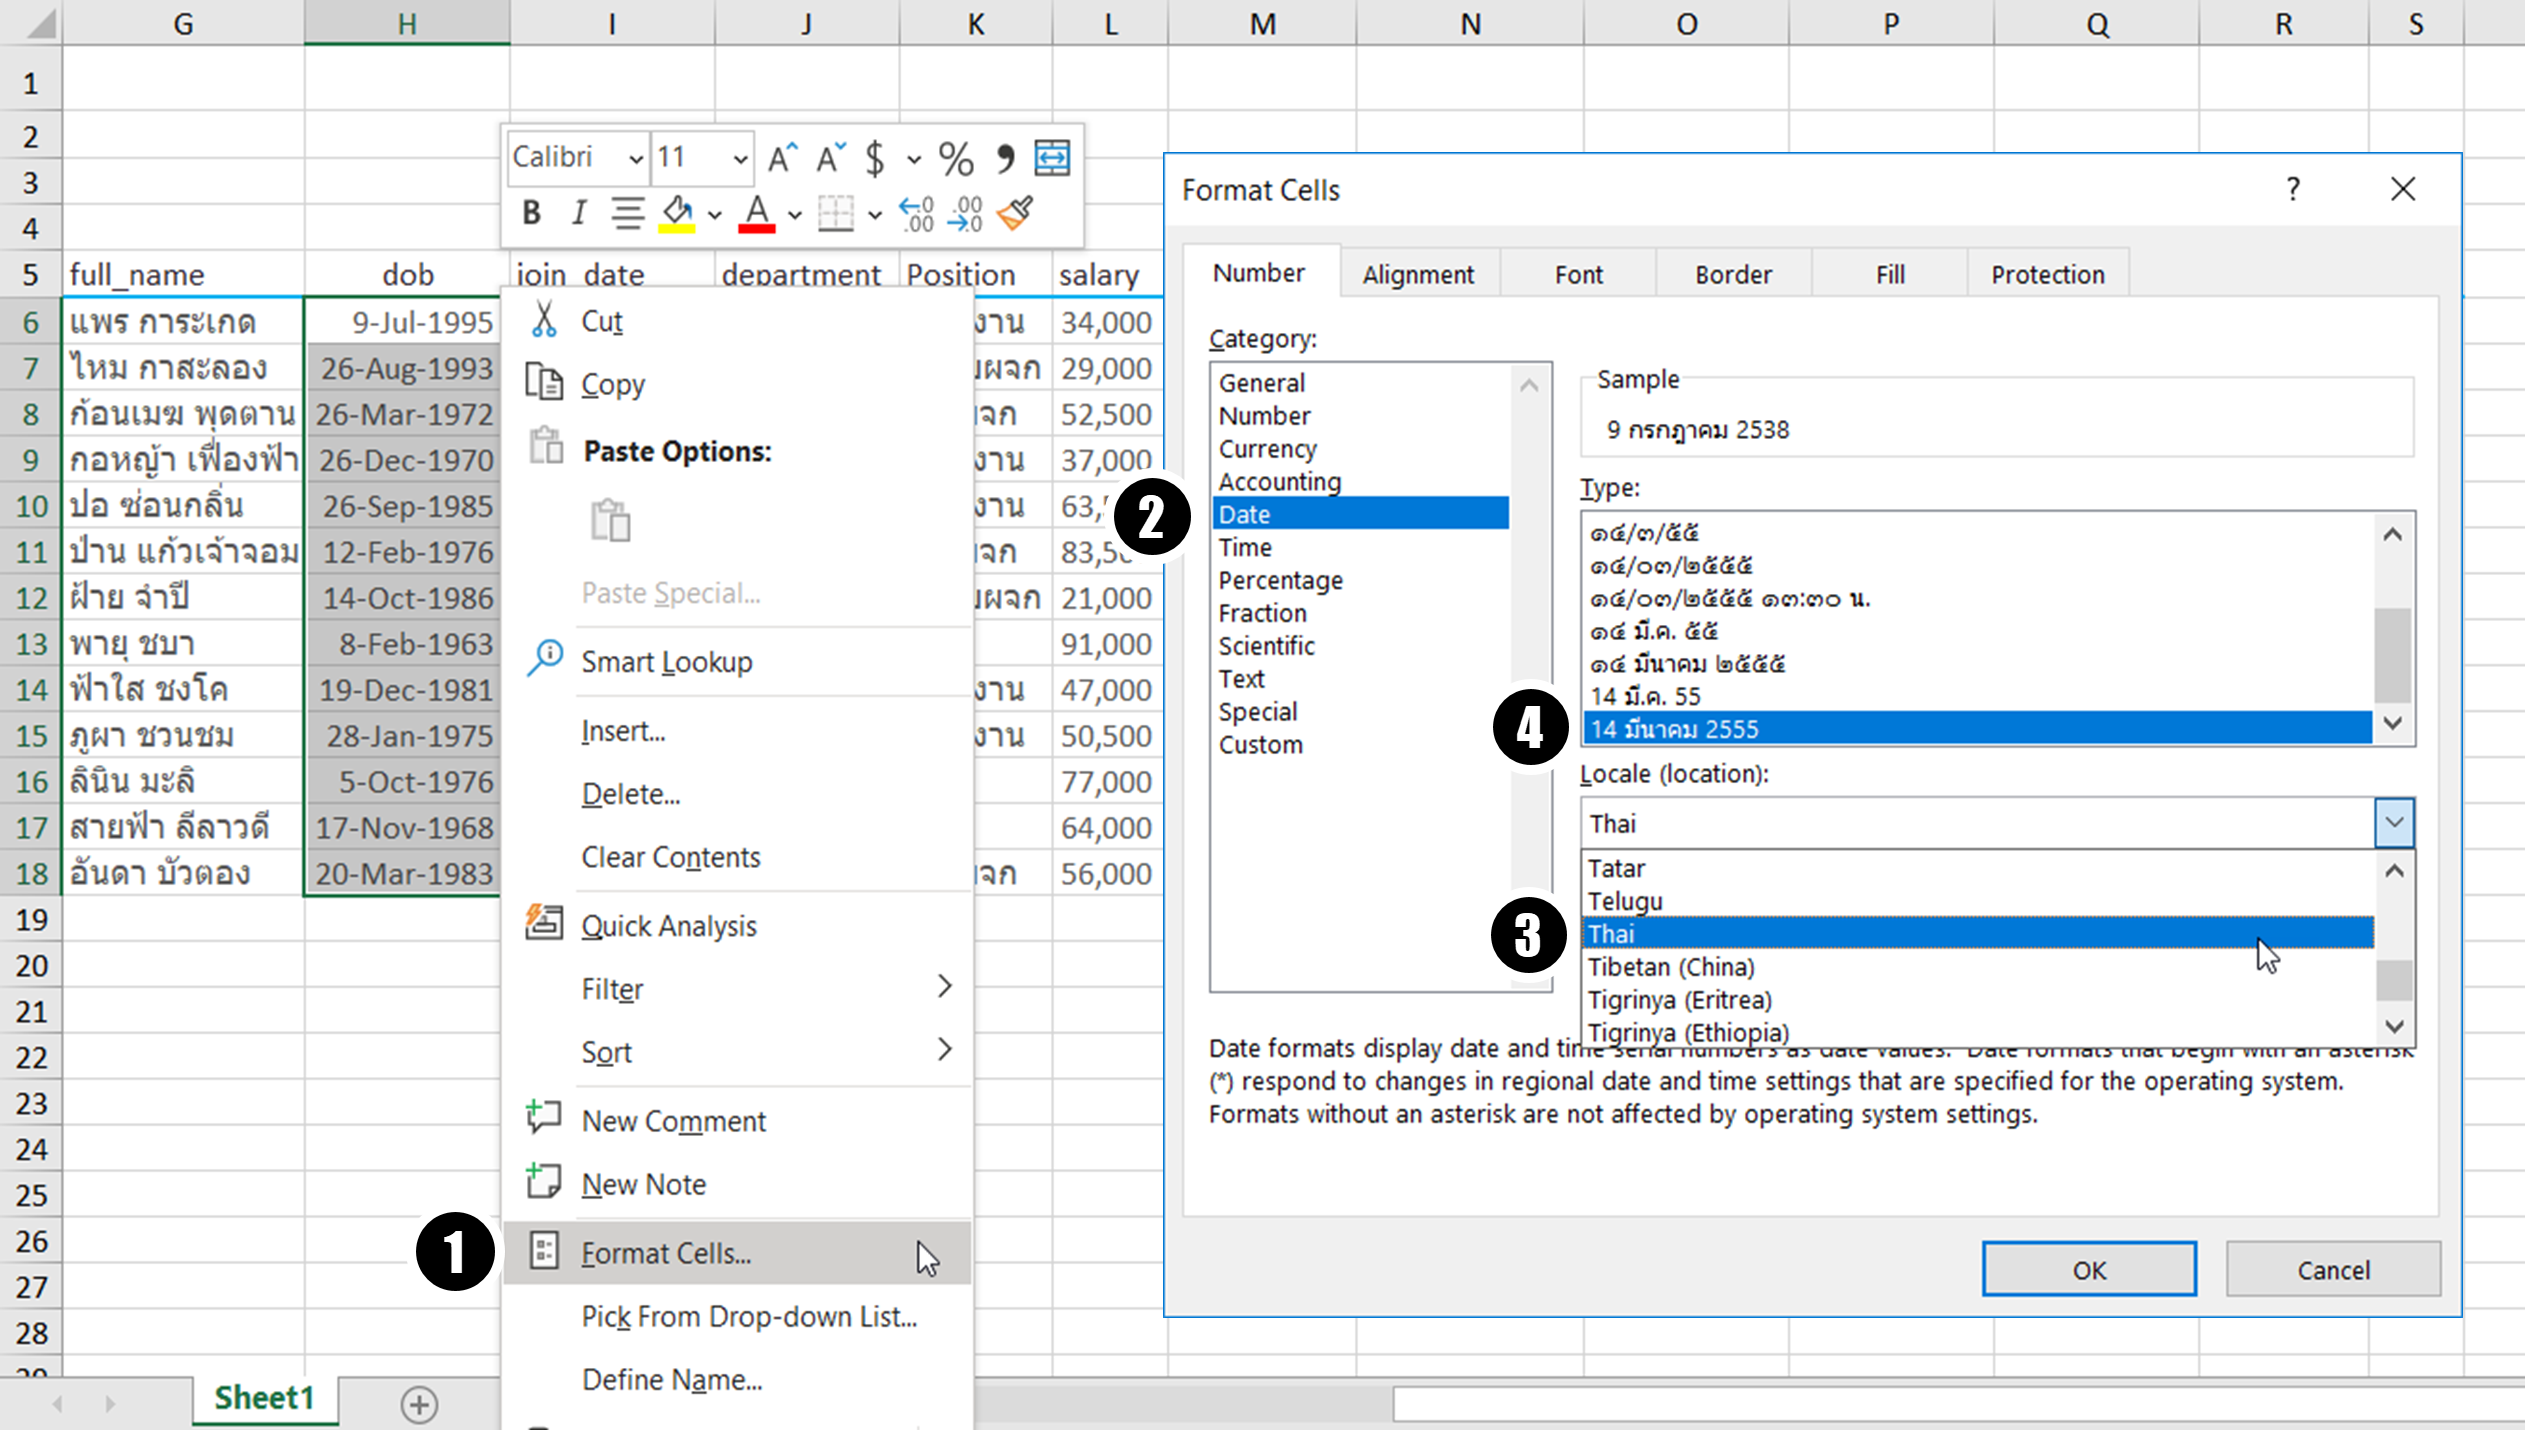 G H I J K L M N O P Q R S
1
2
3
4
Calibri 11 A A $ % ,
B I A
5 full_name dob join_date department Position salary
6 แพร การะเกด 9-Jul-1995 งาน 34,000
7 ไหม กาสะลอง 26-Aug-1993 ผจก 29,000
8 ก้อนเมฆ พุดตาน 26-Mar-1972 จก 52,500
9 กอหญ้า เฟื่องฟ้า 26-Dec-1970 งาน 37,000
10 ปอ ซ่อนกลิ่น 26-Sep-1985 งาน 63,
11 ป่าน แก้วเจ้าจอม 12-Feb-1976 จก 83,5
12 ฝ้าย จำปี 14-Oct-1986 ผจก 21,000
13 พายุ ชบา 8-Feb-1963 91,000
14 ฟ้าใส ชงโค 19-Dec-1981 งาน 47,000
15 ภูผา ชวนชม 28-Jan-1975 งาน 50,500
16 ลินิน มะลิ 5-Oct-1976 77,000
17 สายฟ้า ลีลาวดี 17-Nov-1968 64,000
18 อันดา บัวตอง 20-Mar-1983 จก 56,000
19
20
21
22
23
24
25
26
27
28
29
Cut
Copy
Paste Options:
Paste Special...
Smart Lookup
Insert...
Delete...
Clear Contents
Quick Analysis
Filter
Sort
New Comment
New Note
1
Format Cells...
Pick From Drop-down List...
Define Name...
Sheet1
Format Cells ?
Number Alignment Font Border Fill Protection
Category:
General
Number
Currency
Accounting
2
Date
Time
Percentage
Fraction
Scientific
Text
Special
Custom
Sample
9 กรกฎาคม 2538
Type:
๑๔/๓/๕๕
๑๔/๐๓/๒๕๕๕
๑๔/๐๓/๒๕๕๕ ๑๓:๓๐ น.
๑๔ มี.ค. ๕๕
๑๔ มีนาคม ๒๕๕๕
14 มี.ค. 55
4
14 มีนาคม 2555
Locale (location):
Thai
Tatar
Telugu
3
Thai
Tibetan (China)
Tigrinya (Eritrea)
Tigrinya (Ethiopia)
Date formats display date and time serial numbers as date values. Date formats that begin with an asterisk
(*) respond to changes in regional date and time settings that are specified for the operating system.
Formats without an asterisk are not affected by operating system settings.
OK Cancel